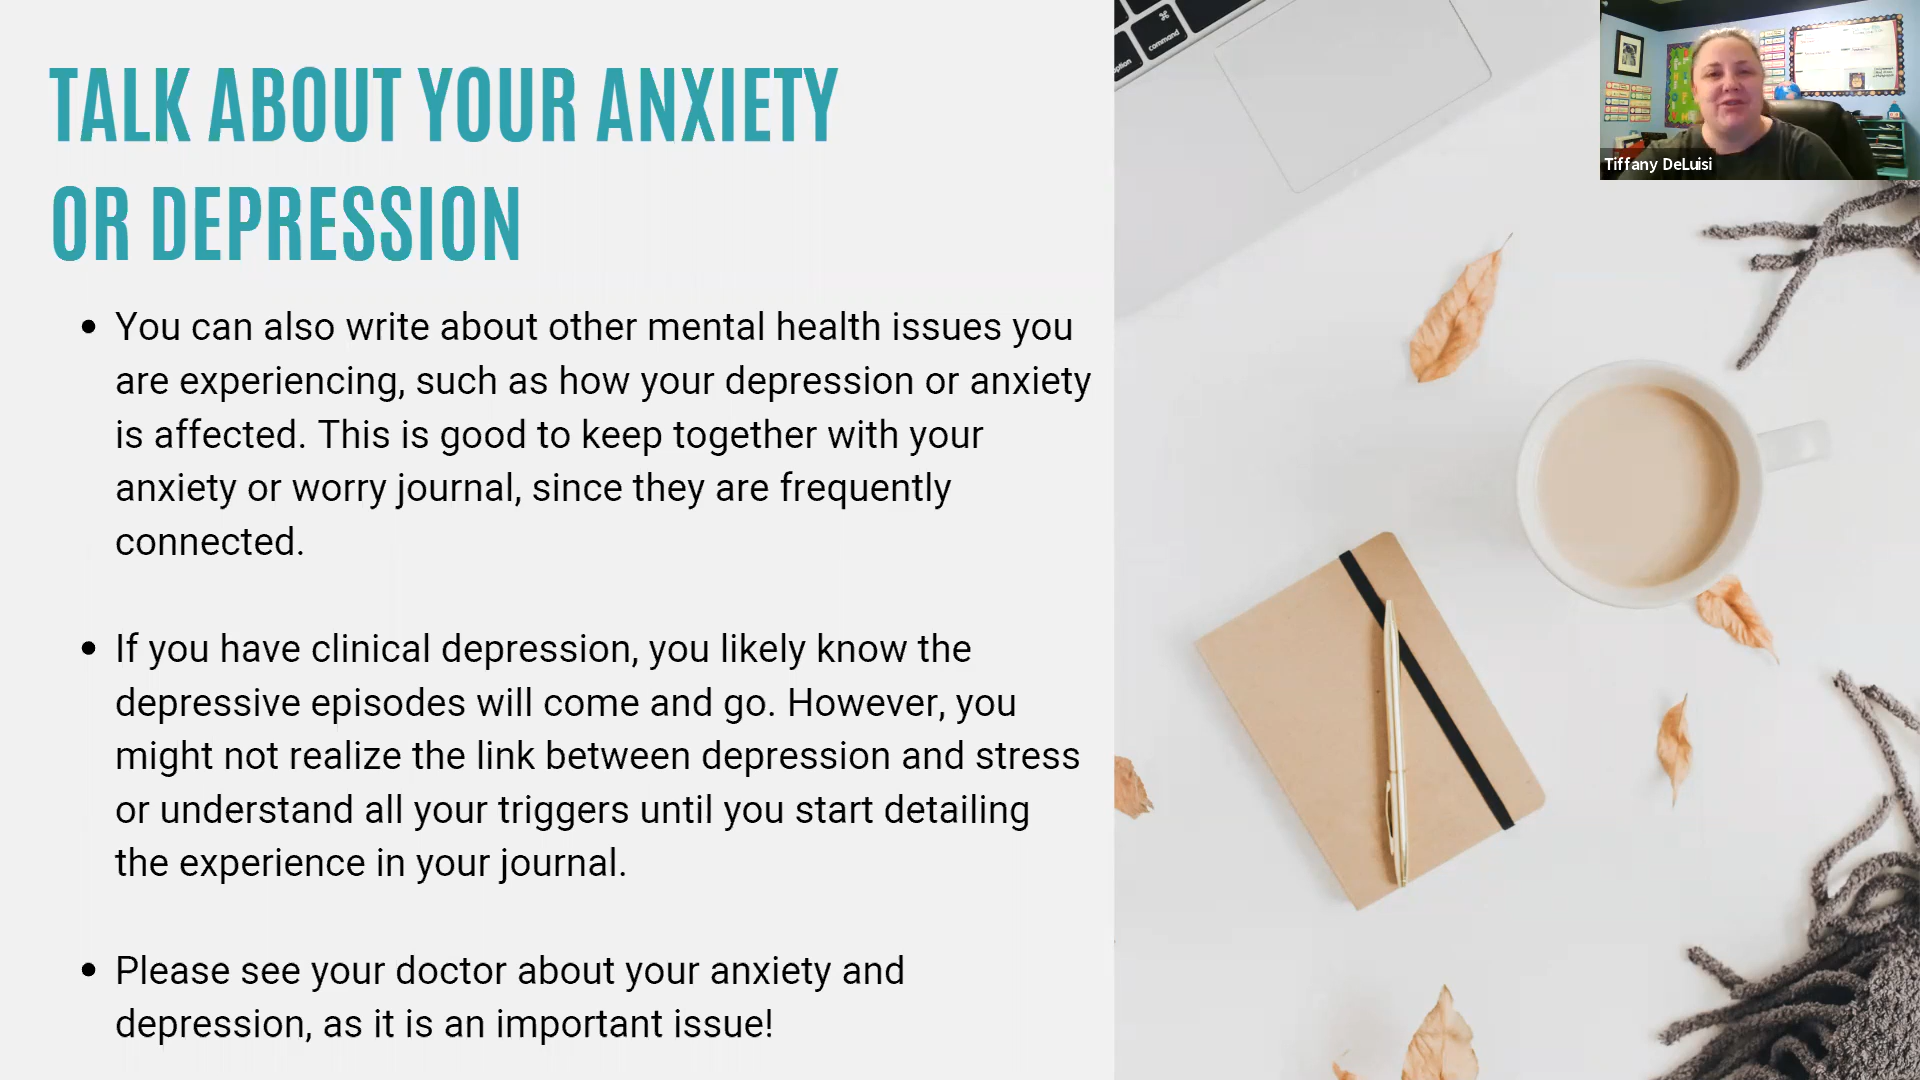 TALK ABOUT YOUR ANXIETY
OR DEPRESSION
• You can also write about other mental health issues you
are experiencing, such as how your depression or anxiety
is affected. This is good to keep together with your
anxiety or worry journal, since they are frequently
connected.
• If you have clinical depression, you likely know the
depressive episodes will come and go. However, you
might not realize the link between depression and stress
or understand all your triggers until you start detailing
the experience in your journal.
• Please see your doctor about your anxiety and
depression, as it is an important issue!
⌘
command
option
Tiffany DeLuisi